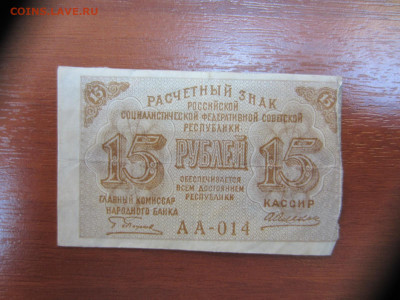 COINS.LAVE.RU
15
15
РАСЧЕТНЫЙ ЗНАК
РОССИЙСКОЙ
СОЦИАЛИСТИЧЕСКОЙ ФЕДЕРАТИВНОЙ СОВЕТСКОЙ
РЕСПУБЛИКИ
15 РУБЛЕЙ 15
ОБЕСПЕЧИВАЕТСЯ
ВСЕМ ДОСТОЯНИЕМ
РЕСПУБЛИКИ
ГЛАВНЫЙ КОМИССАР
НАРОДНОГО БАНКА
КАССИР
АА-014